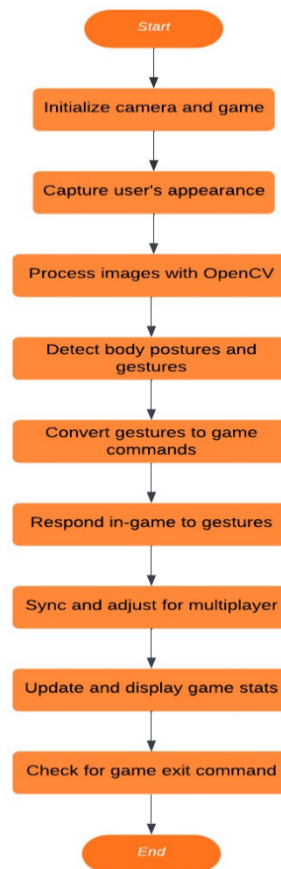 Start
Initialize camera and game
Capture user's appearance
Process images with OpenCV
Detect body postures and
gestures
Convert gestures to game
commands
Respond in-game to gestures
Sync and adjust for multiplayer
Update and display game stats
Check for game exit command
End